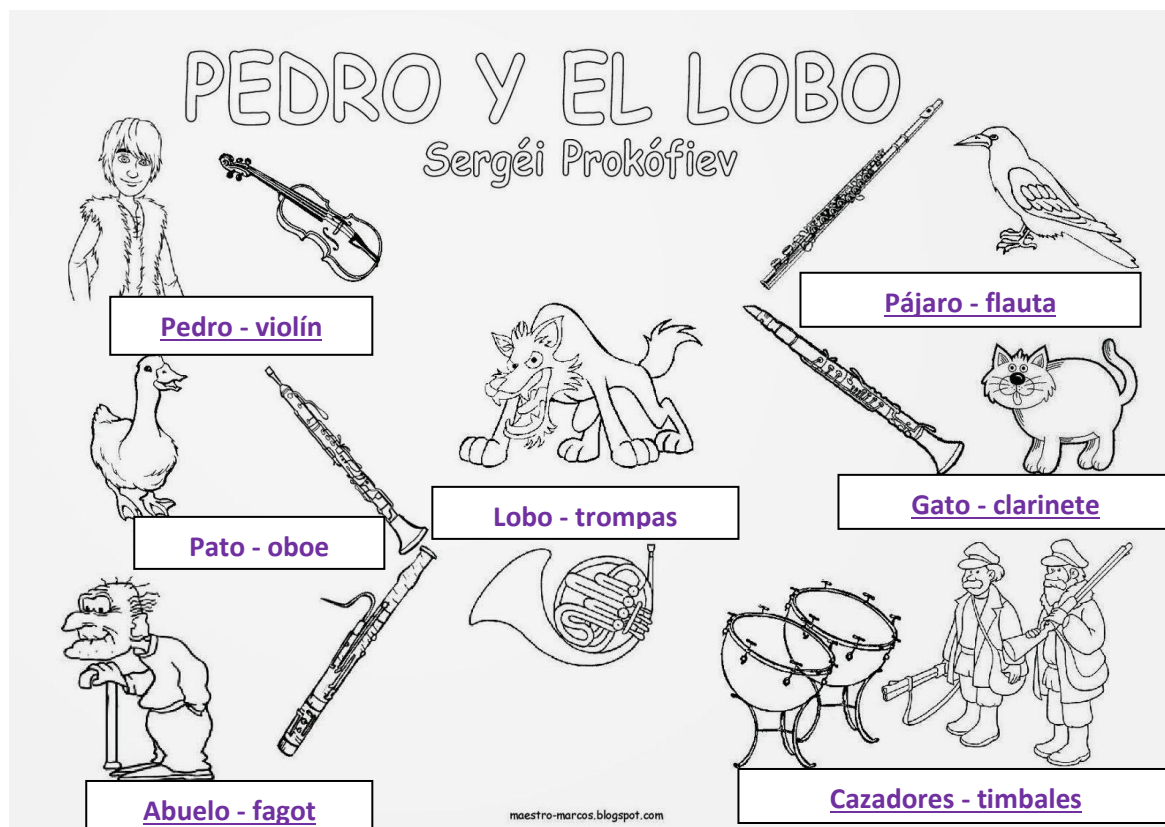 PEDRO Y EL LOBO
Sergéi Prokófiev
Pedro - violín
Pájaro - flauta
Pato - oboe
Lobo - trompas
Gato - clarinete
Abuelo - fagot
Cazadores - timbales
maestro-marcos.blogspot.com